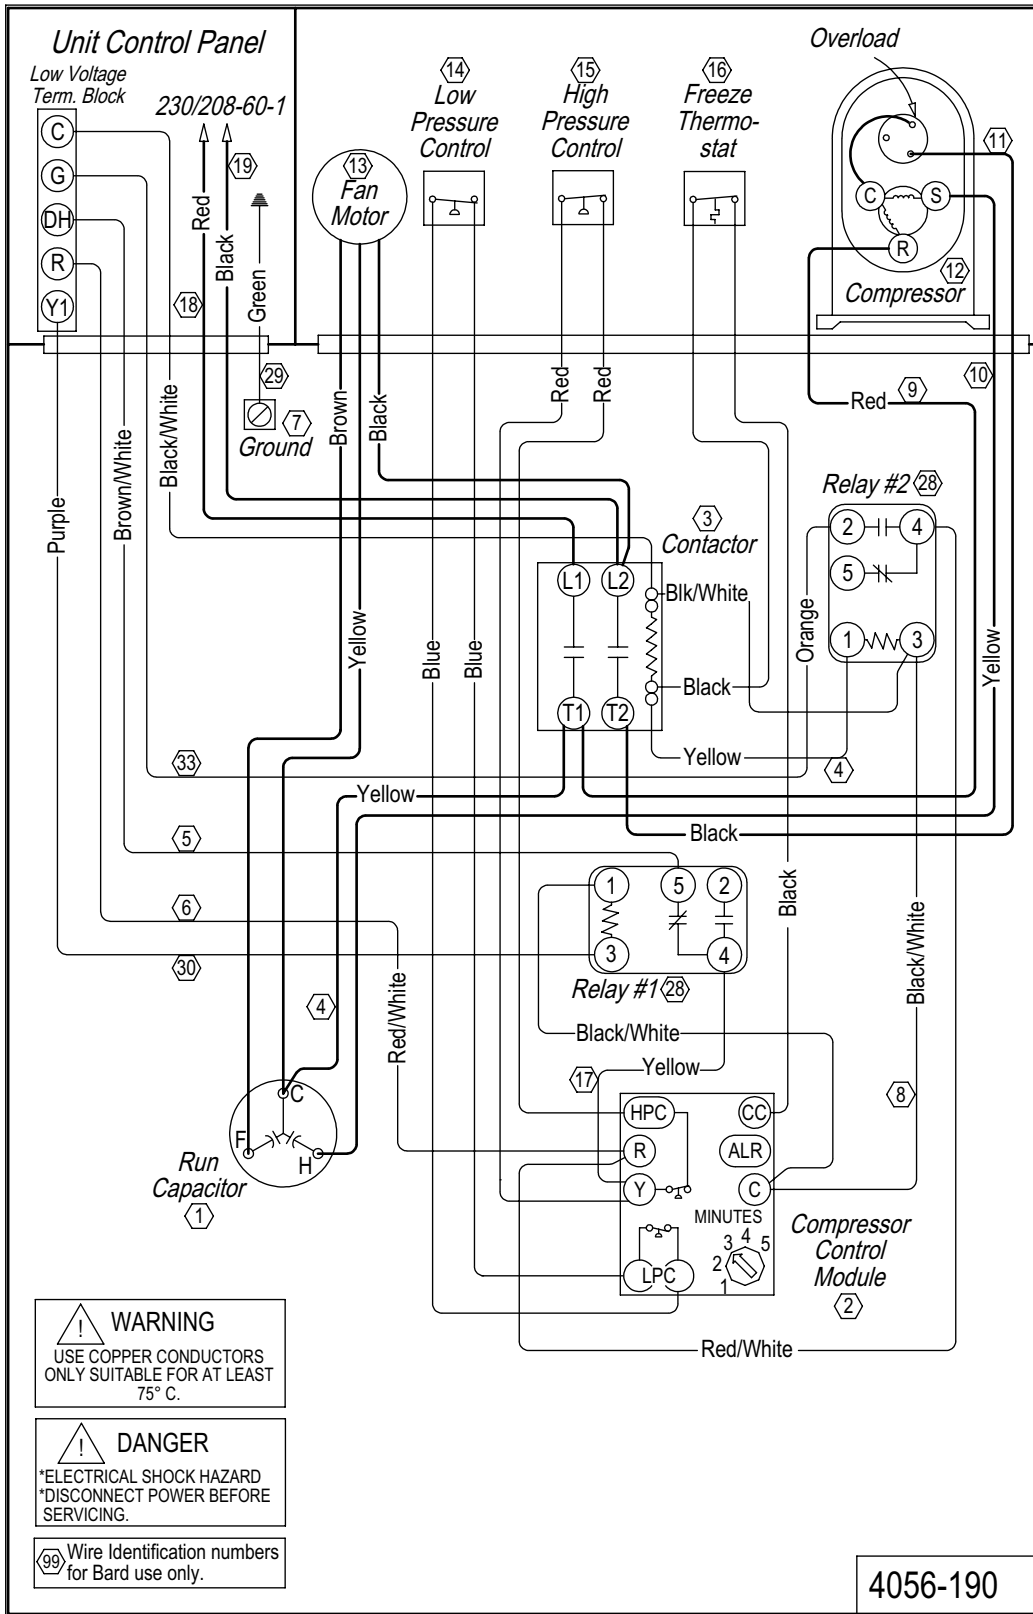 Unit Control Panel
Low Voltage
Term. Block
230/208-60-1
C
G
DH
R
Y1
18
19
Red
Black
Green
29
7
Ground
13
Fan
Motor
14
Low
Pressure
Control
15
High
Pressure
Control
16
Freeze
Thermo-
stat
Overload
11
C
S
R
12
Compressor
10
9
Red
Red
Red
Brown
Black
Black/White
Brown/White
Purple
Yellow
Blue
Blue
3
Contactor
L1
L2
T1
T2
Blk/White
Black
Yellow
4
Relay #2
28
2
4
5
1
3
Orange
Yellow
33
Yellow
Black
5
6
30
4
Red/White
1
5
2
3
4
Relay #1
28
Black
Black/White
Black/White
Yellow
17
8
C
F
H
Run
Capacitor
1
HPC
CC
R
ALR
Y
C
MINUTES
1
2
3
4
5
LPC
Compressor
Control
Module
2
Red/White
! WARNING
USE COPPER CONDUCTORS
ONLY SUITABLE FOR AT LEAST
75° C.
! DANGER
*ELECTRICAL SHOCK HAZARD
*DISCONNECT POWER BEFORE
SERVICING.
99 Wire Identification numbers
for Bard use only.
4056-190